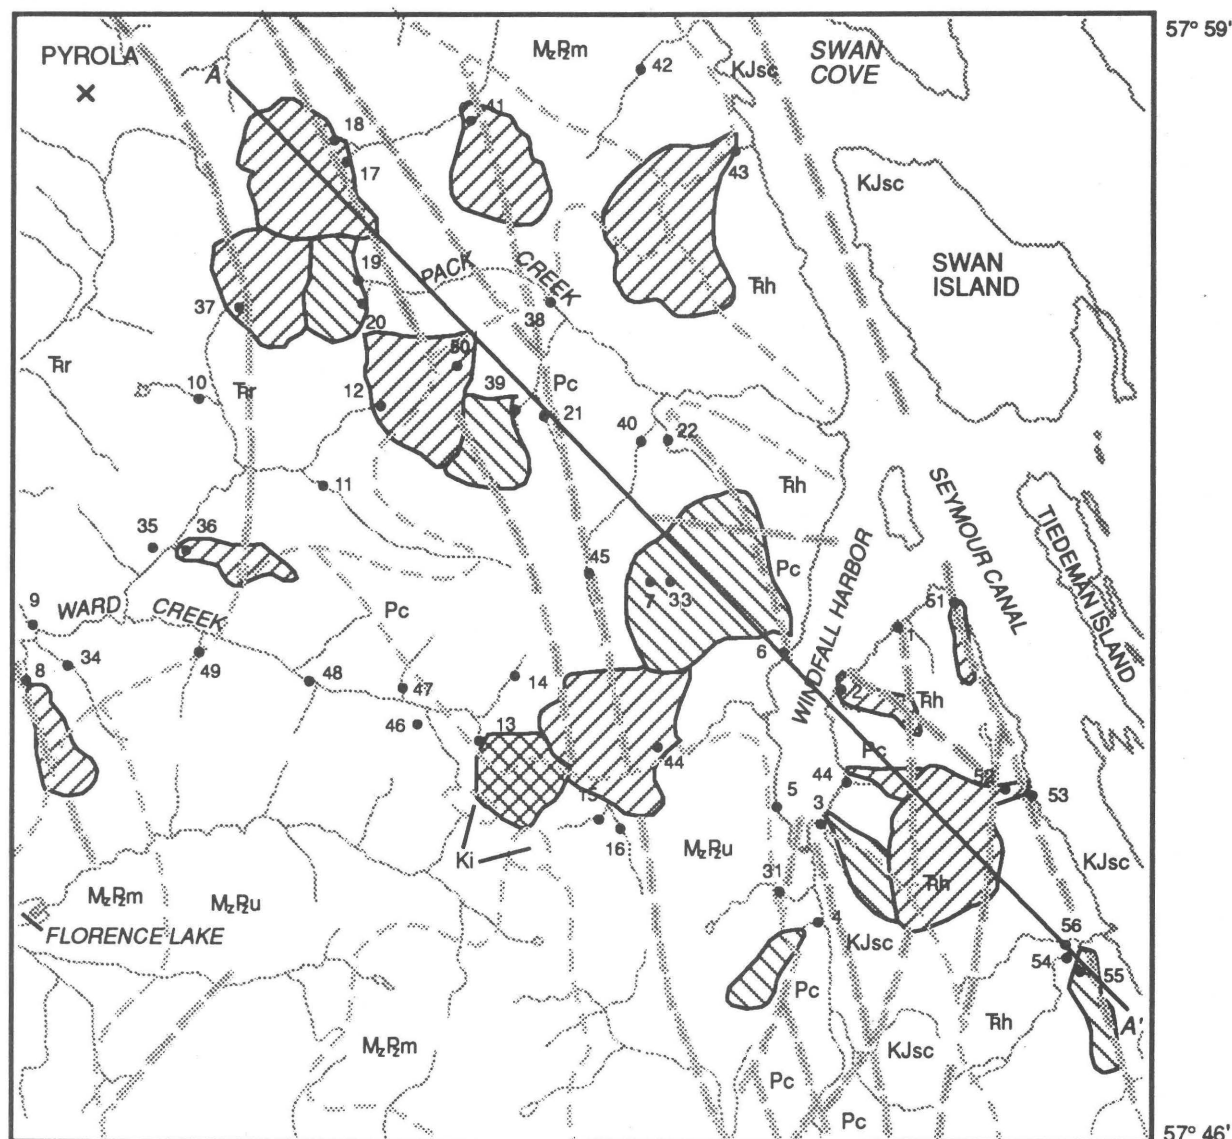 57° 59'
PYROLA
A
MzPzm
42
KJsc
SWAN
COVE
41
18
17
43
KJsc
19
PACK
CREEK
SWAN
ISLAND
TRh
37
20
38
TRr
50
Pc
10
TRr
12
39
21
40
22
11
TRh
SEYMOUR CANAL
TIEDEMAN ISLAND
35
36
45
Pc
WINDFALL HARBOR
7
33
51
9
WARD
CREEK
Pc
1
6
8
34
49
48
47
14
2
TRh
46
13
44
Pc
44
52
53
15
5
3
16
Ki
MzPzu
KJsc
TRh
MzPzm
MzPzu
31
4
FLORENCE LAKE
KJsc
56
54
55
Pc
A'
TRh
MzPzm
KJsc
Pc
Pc
57° 46'